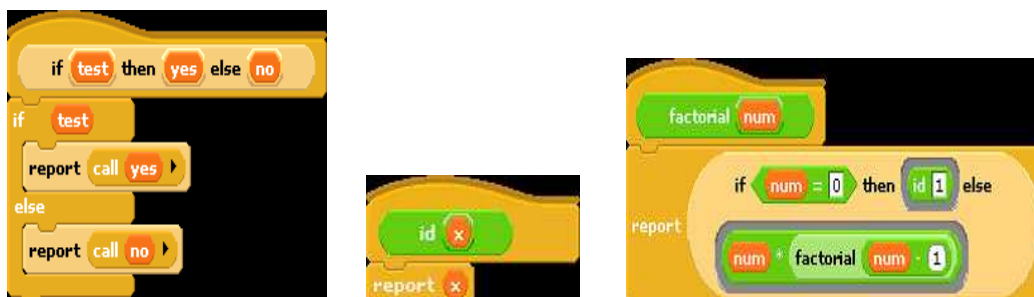 if test then yes else no
if test
report call yes
else
report call no
id x
report x
factorial num
if num = 0 then id 1 else
report
num * factorial num - 1